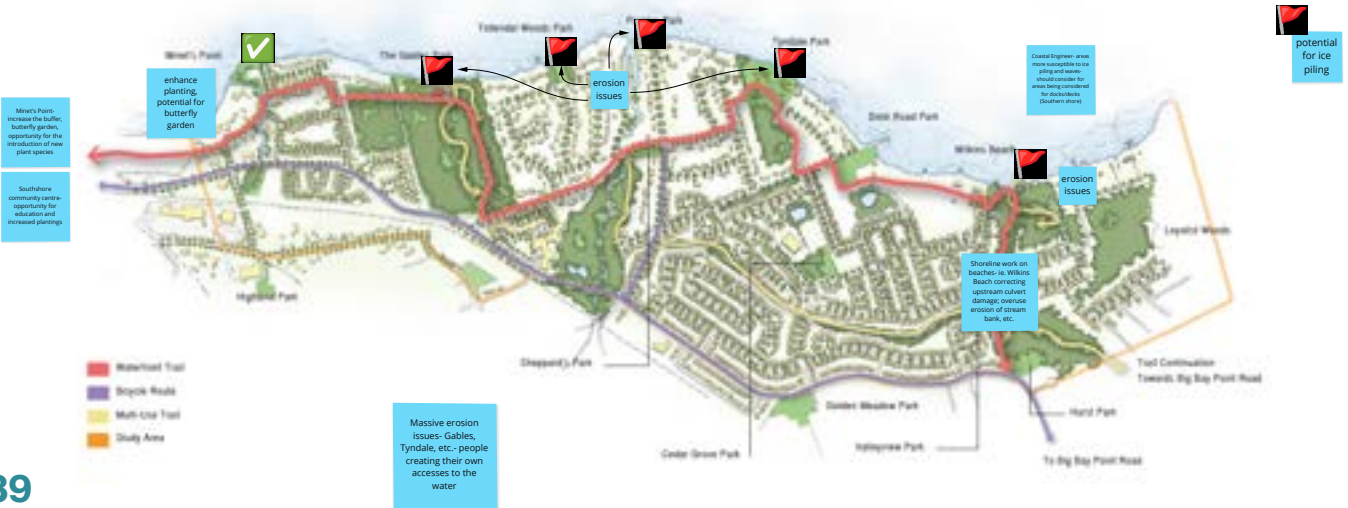 Minet's Point
The Gables Park
Tollendal Woods Park
Tyndale Park
potential
for ice
piling
enhance
planting,
potential for
butterfly
garden
erosion
issues
Coastal Engineer- areas
more susceptible to ice
piling and waves-
should consider for
areas being considered
for docks/decks
(Southern shore)
Minet's Point-
increase the buffer,
butterfly garden,
opportunity for the
introduction of new
plant species
Dock Road Park
Wilkins Beach
erosion
issues
Southshore
community centre-
opportunity for
education and
increased plantings
Loyalist Woods
Highland Park
Shoreline work on
beaches- ie. Wilkins
Beach correcting
upstream culvert
damage; overuse
erosion of stream
bank, etc.
Sheppard's Park
Trail Continuation
Towards Big Bay Point Road
Waterfront Trail
Bicycle Route
Multi-Use Trail
Study Area
Golden Meadow Park
Hurst Park
Massive erosion
issues- Gables,
Tyndale, etc.- people
creating their own
accesses to the
water
Cedar Grove Park
Valleyview Park
To Big Bay Point Road
39